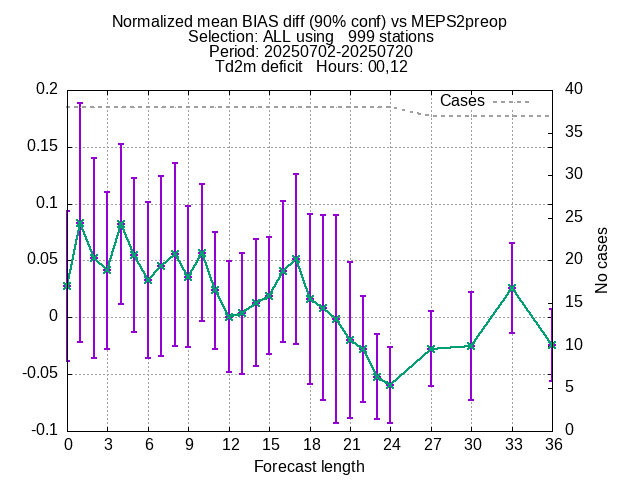 Normalized mean BIAS diff (90% conf) vs MEPS2preop
Selection: ALL using   999 stations
Period: 20250702-20250720
Td2m deficit   Hours: 00,12
0.2
0.15
0.1
0.05
0
-0.05
-0.1
Cases
40
35
30
25
20
15
10
5
0
No cases
0 3 6 9 12 15 18 21 24 27 30 33 36
Forecast length